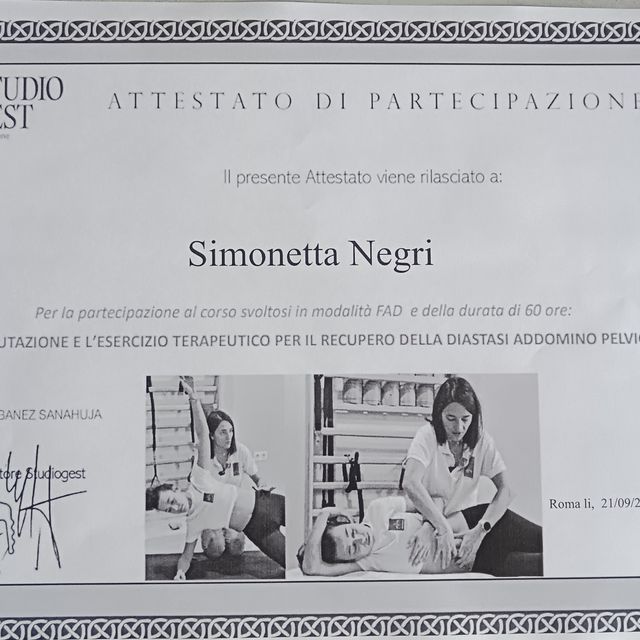 TUDIO
EST
ATTESTATO DI PARTECIPAZIONE
Il presente Attestato viene rilasciato a:
Simonetta Negri
Per la partecipazione al corso svoltosi in modalità FAD e della durata di 60 ore:
UTAZIONE E L'ESERCIZIO TERAPEUTICO PER IL RECUPERO DELLA DIASTASI ADDOMINO PELVIC
BANEZ SANAHUJA
tore Studiogest
Roma li, 21/09/2